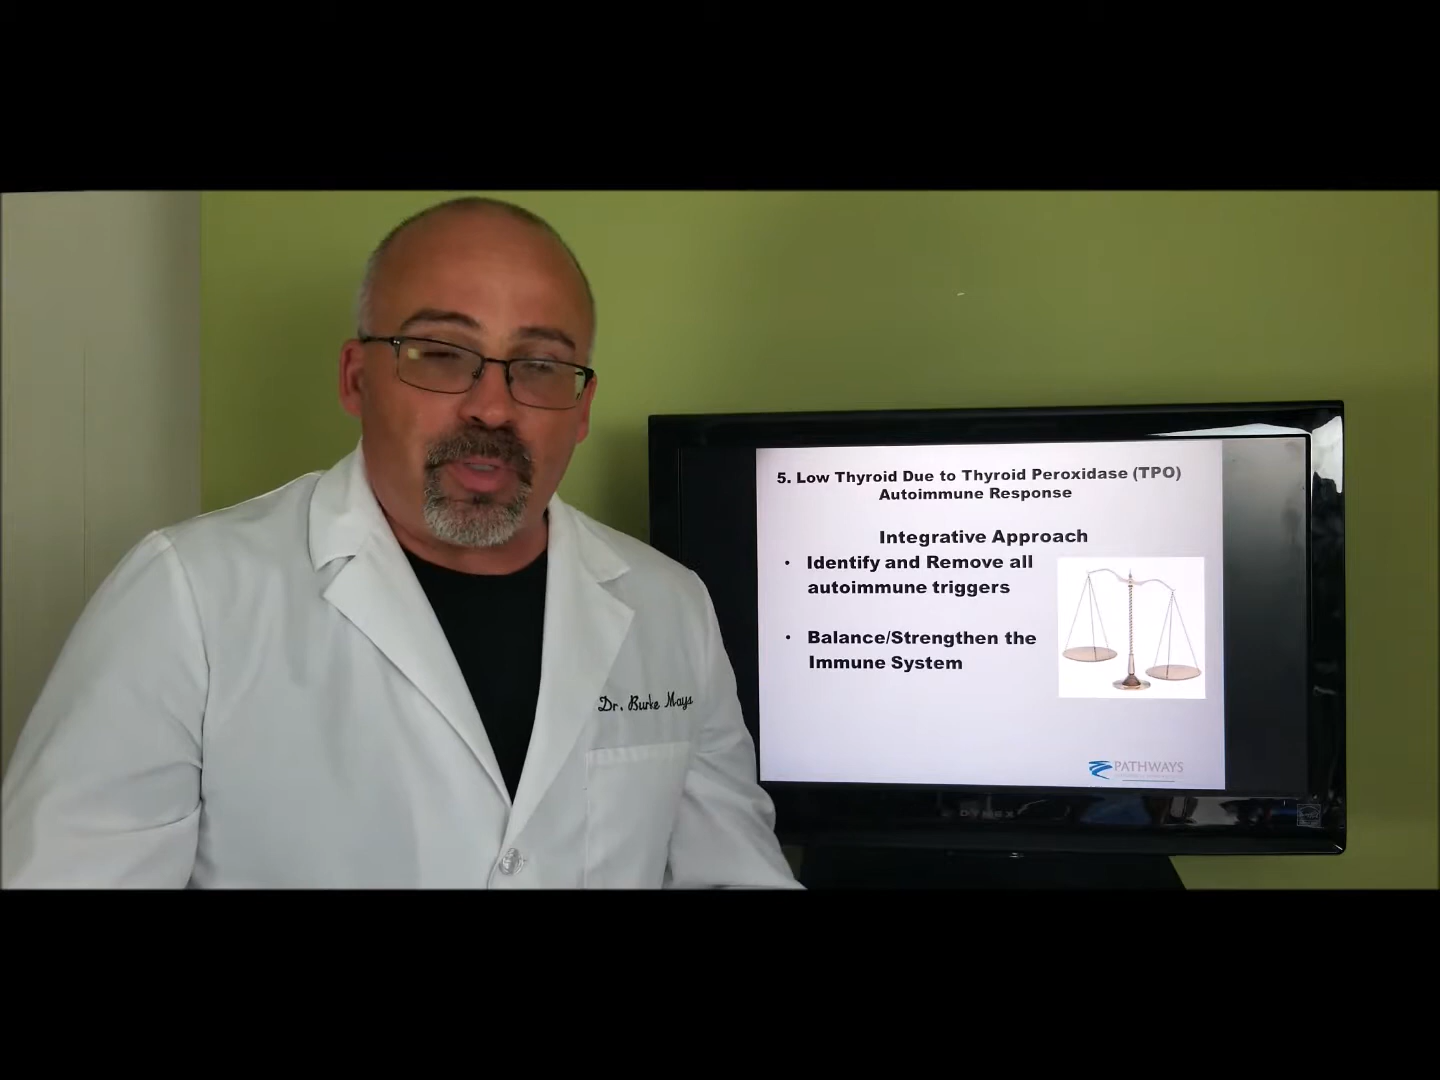 5. Low Thyroid Due to Thyroid Peroxidase (TPO)
Autoimmune Response
Integrative Approach
• Identify and Remove all
autoimmune triggers
• Balance/Strengthen the
Immune System
PATHWAYS
Dr. Burke Mays
DYNEX